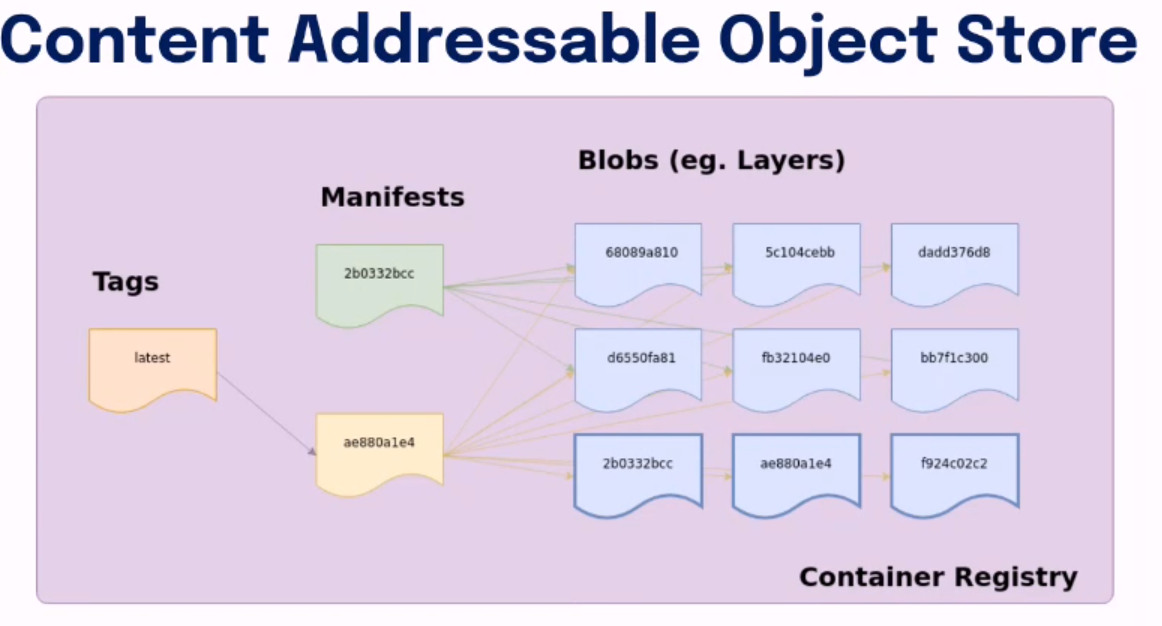 Content Addressable Object Store
Blobs (eg. Layers)
Manifests
Tags
68089a810
5c104cebb
dadd376d8
2b0332bcc
latest
d6550fa81
fb32104e0
bb7f1c300
ae880a1e4
2b0332bcc
ae880a1e4
f924c02c2
Container Registry